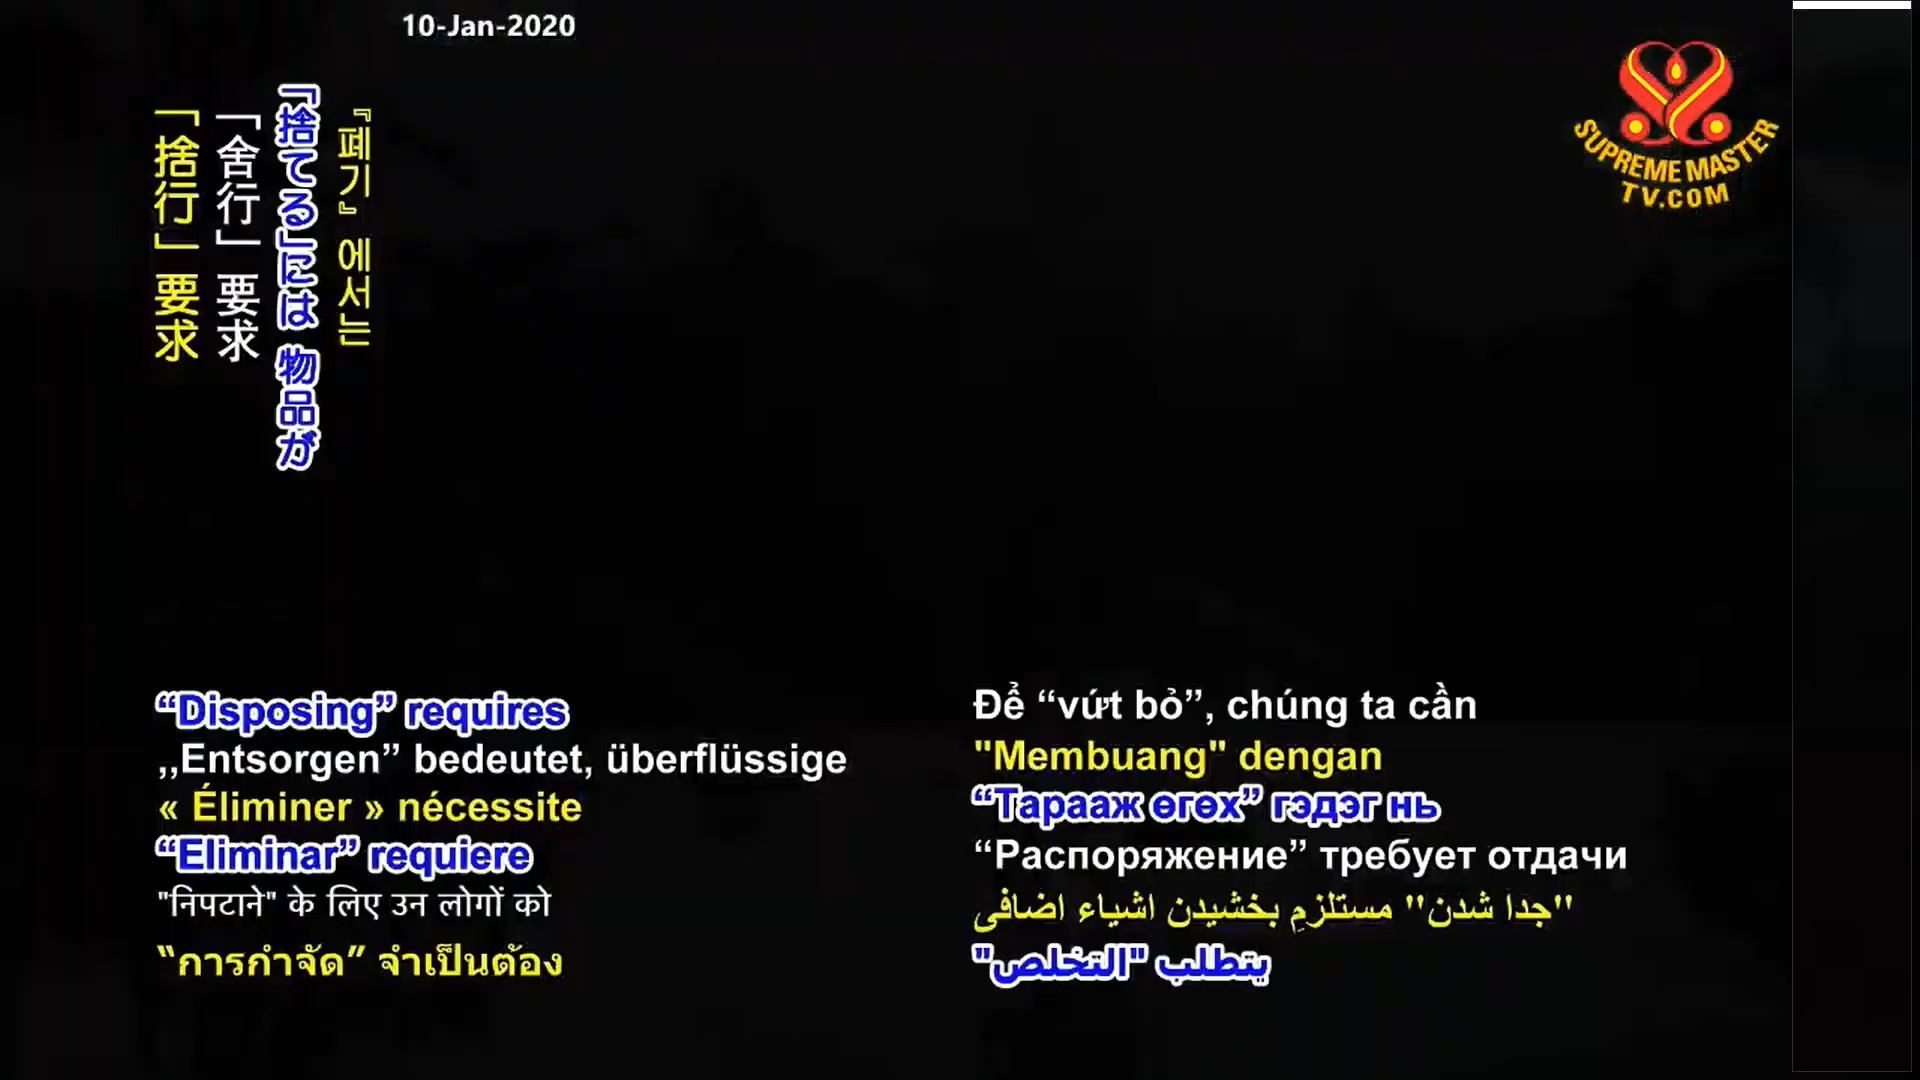 10-Jan-2020
SUPREME MASTER
TV.COM
『폐기』에서는
「捨てる」には 物品が
「舍行」要求
「捨行」要求
“Disposing” requires
,,Entsorgen” bedeutet, überflüssige
« Éliminer » nécessite
“Eliminar” requiere
"निपटाने" के लिए उन लोगों को
“การกำจัด” จำเป็นต้อง
Để “vứt bỏ”, chúng ta cần
"Membuang" dengan
“Тарааж өгөх” гэдэг нь
“Распоряжение” требует отдачи
''جدا شدن'' مستلزمِ بخشیدن اشیاء اضافی
يتطلب "التخلص"